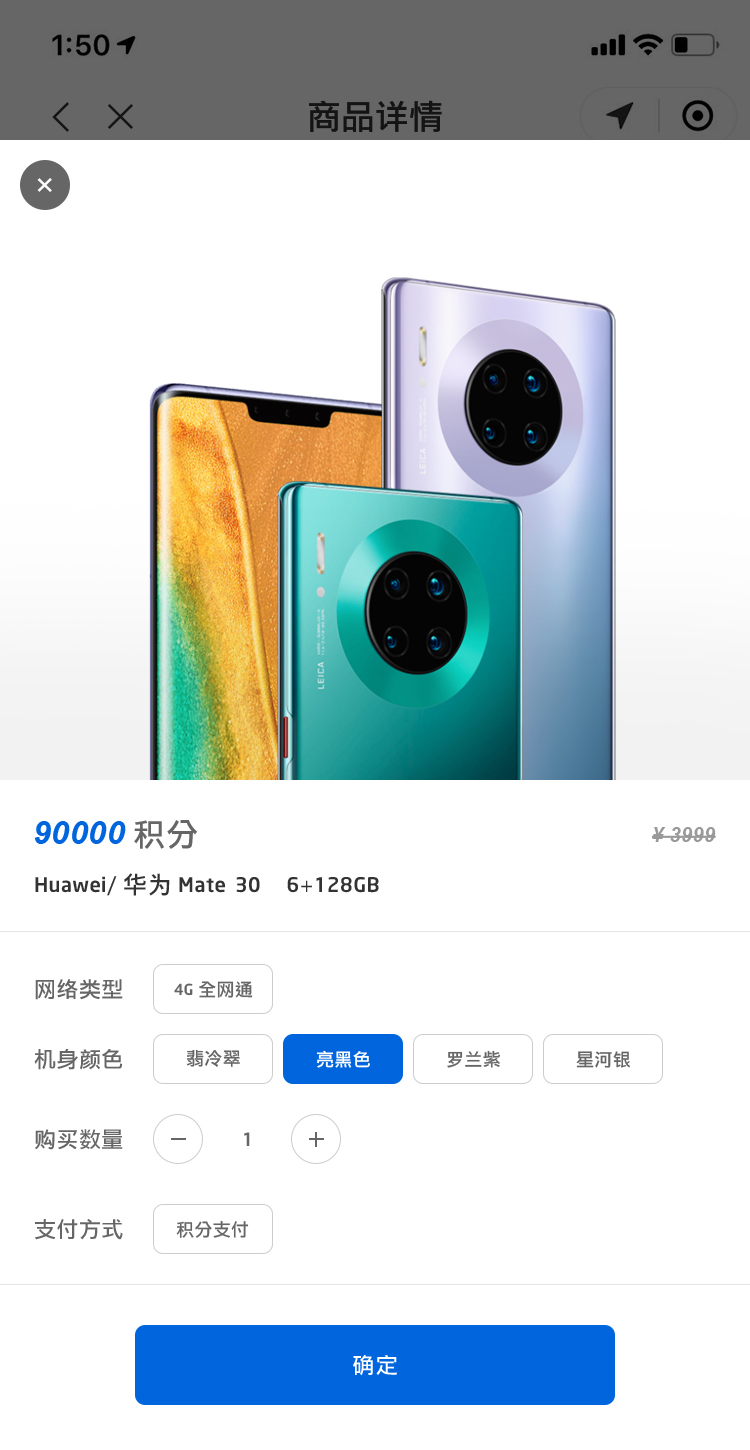 1:50
商品详情
LEICA
LEICA
90000 积分
¥ 3999
Huawei/ 华为 Mate 30 6+128GB
网络类型 4G 全网通
机身颜色 翡冷翠 亮黑色 罗兰紫 星河银
购买数量 1
支付方式 积分支付
确定